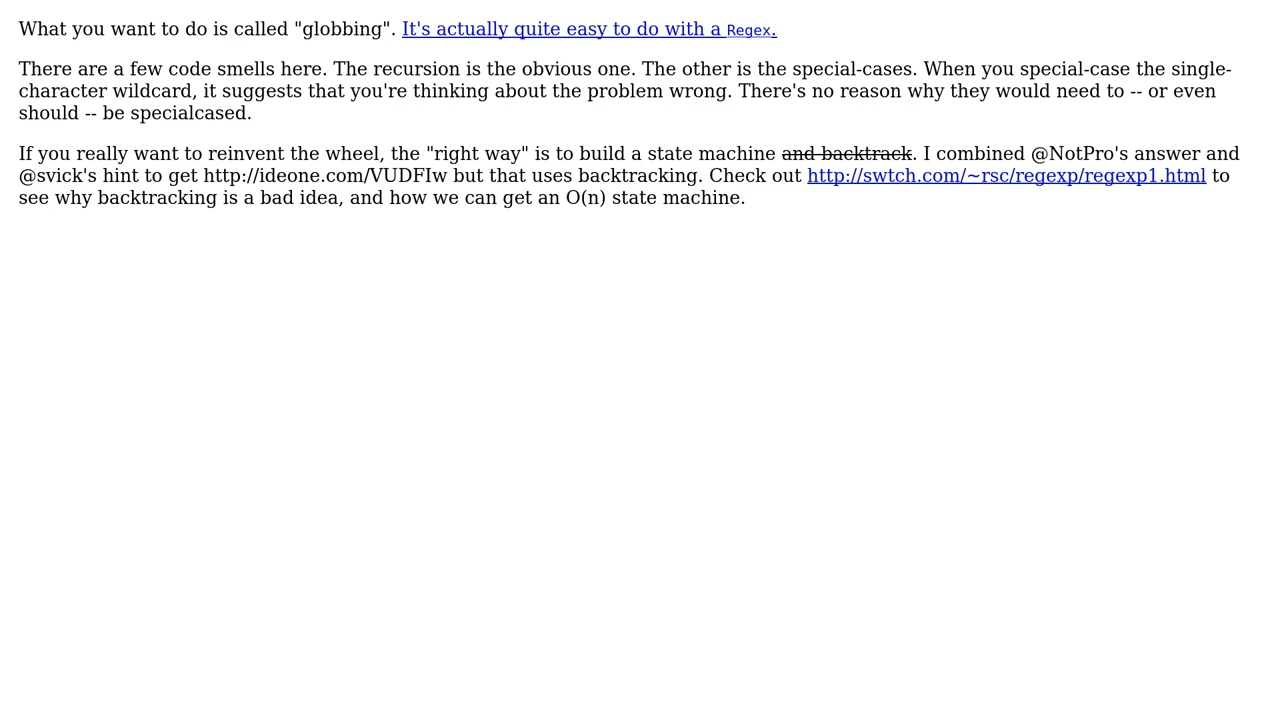 What you want to do is called "globbing". It's actually quite easy to do with a Regex.
There are a few code smells here. The recursion is the obvious one. The other is the special-cases. When you special-case the single-
character wildcard, it suggests that you're thinking about the problem wrong. There's no reason why they would need to -- or even
should -- be specialcased.
If you really want to reinvent the wheel, the "right way" is to build a state machine and backtrack. I combined @NotPro's answer and
@svick's hint to get http://ideone.com/VUDFIw but that uses backtracking. Check out http://swtch.com/~rsc/regexp/regexp1.html to
see why backtracking is a bad idea, and how we can get an O(n) state machine.